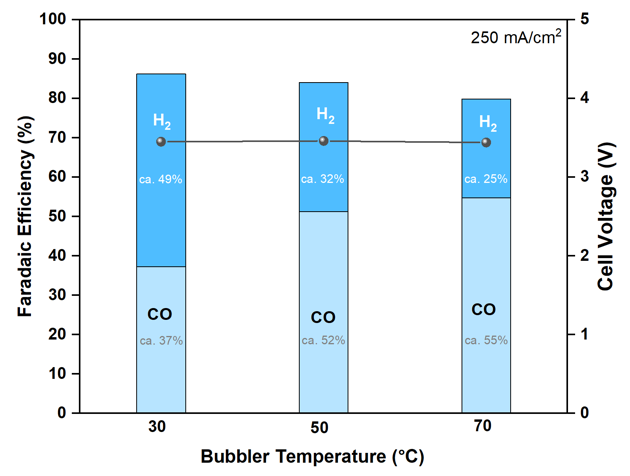 250 mA/cm²
100
90
80
70
60
50
40
30
20
10
0
Faradaic Efficiency (%)
5
4
3
2
1
0
Cell Voltage (V)
H₂
ca. 49%
CO
ca. 37%
H₂
ca. 32%
CO
ca. 52%
H₂
ca. 25%
CO
ca. 55%
30
50
70
Bubbler Temperature (°C)